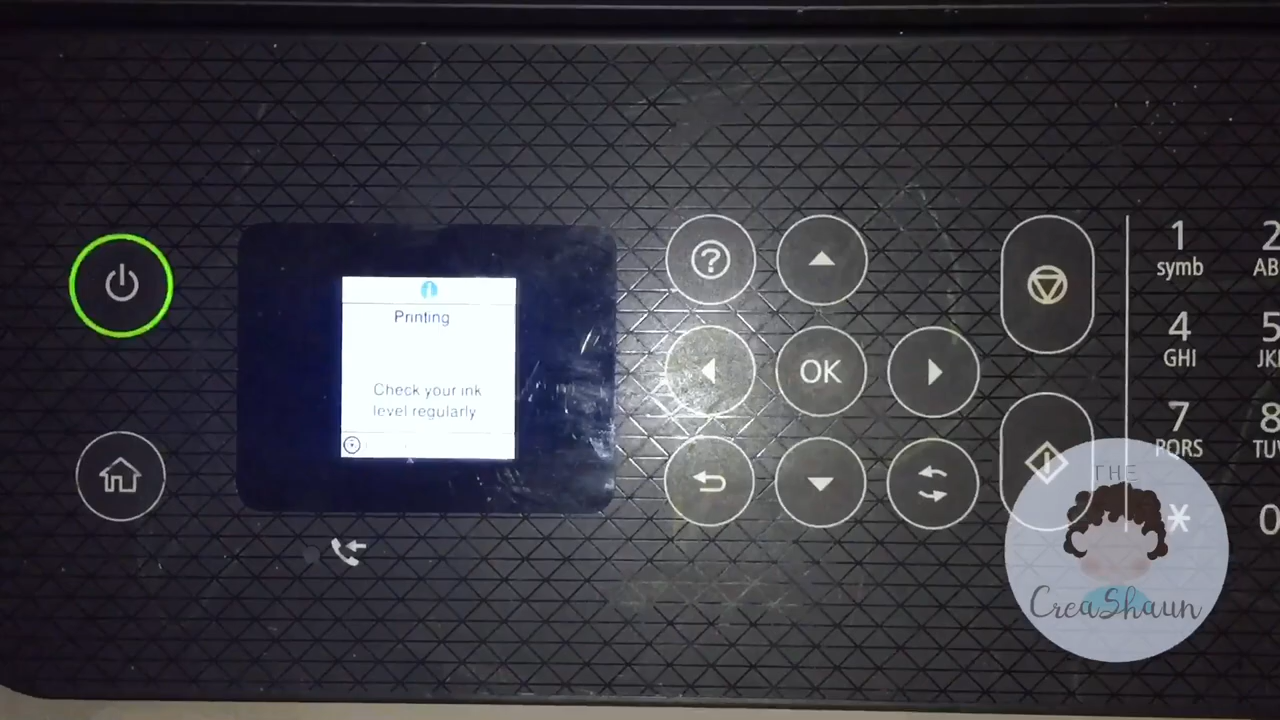 Printing
Check your ink
level regularly
OK
1
symb
2
AB
4
GHI
5
JKL
7
PQRS
8
TUV
*
0
THE
CreaShaun